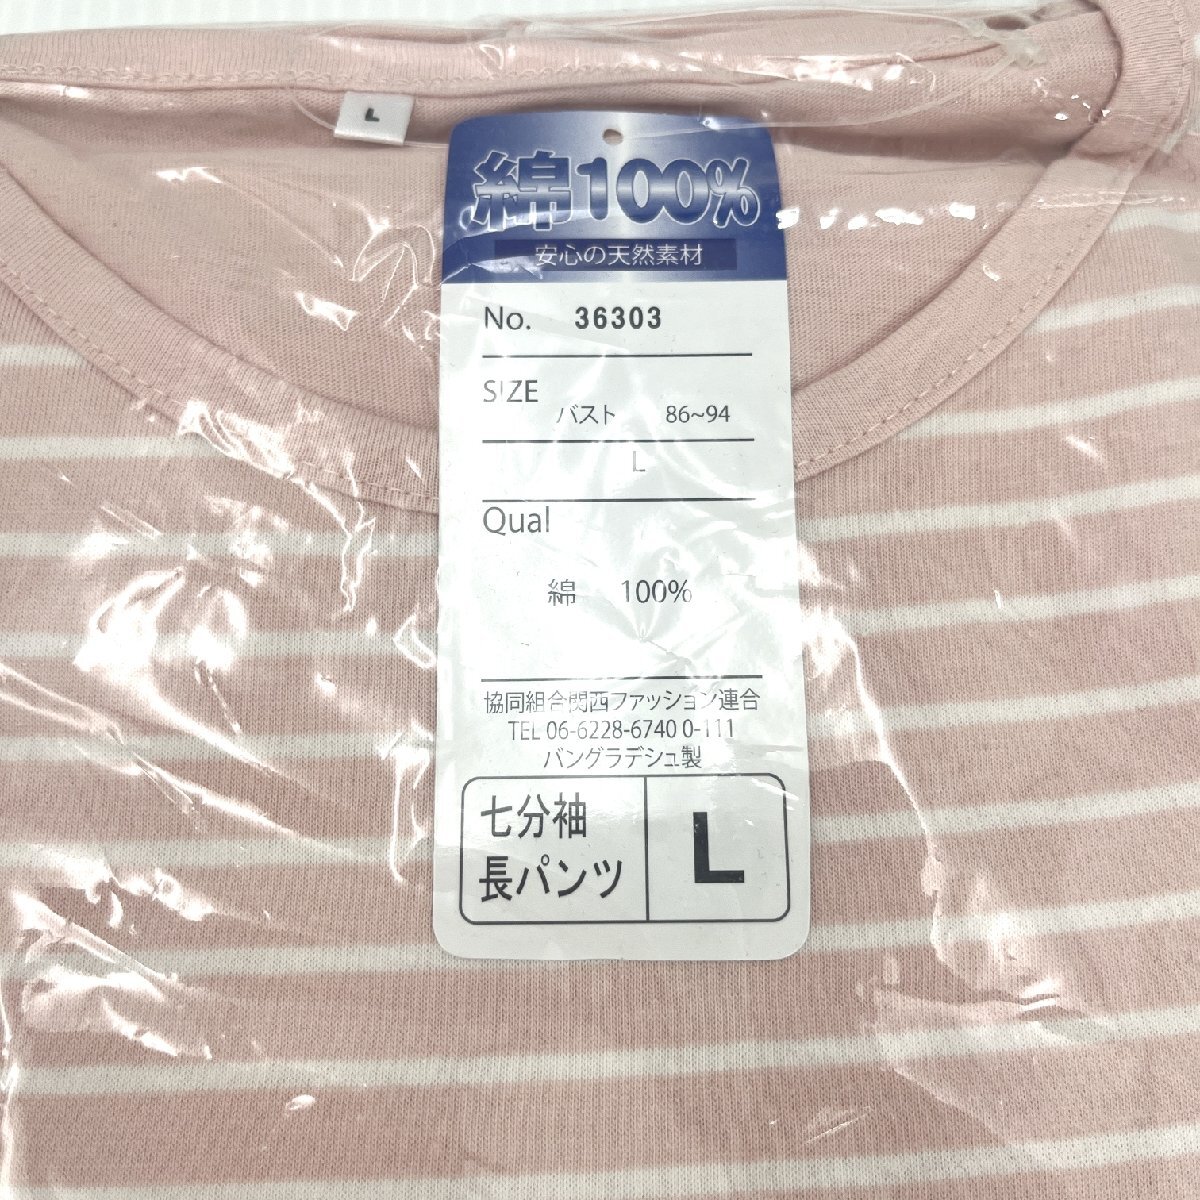 L
綿100%
安心の天然素材
No. 36303
SIZE
バスト 86~94
L
Qual
綿 100%
協同組合関西ファッション連合
TEL 06-6228-6740 0-111
バングラデシュ製
七分袖
長パンツ
L